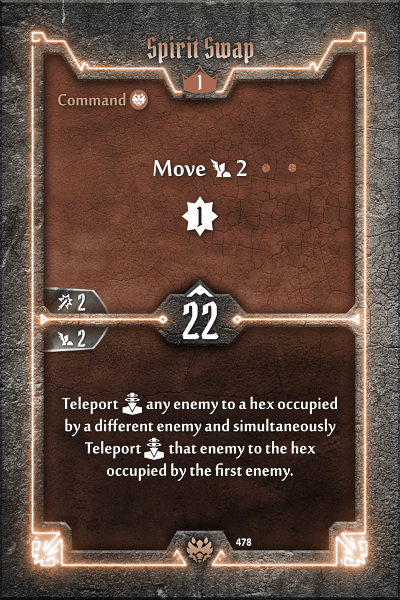 Spirit Swap
1
Command
Move 2
1
2
22
2
Teleport any enemy to a hex occupied
by a different enemy and simultaneously
Teleport that enemy to the hex
occupied by the first enemy.
478